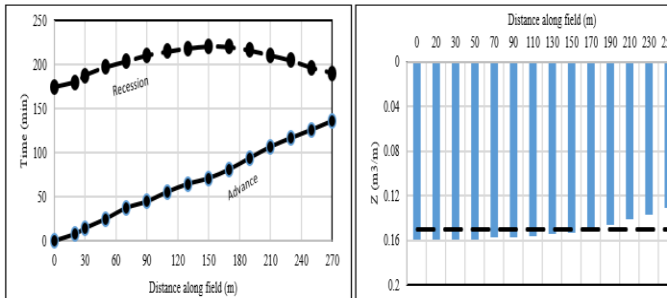 250
200
150
100
50
0
Time (min)
Recession
Advance
0 30 60 90 120 150 180 210 240 270
Distance along field (m)
Distance along field (m)
0 20 30 50 70 90 110 130 150 170 190 210 230 250
0
0.04
0.08
0.12
0.16
0.2
Z (m3/m)